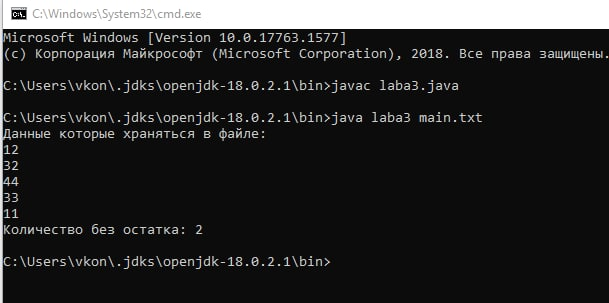 C:\Windows\System32\cmd.exe
Microsoft Windows [Version 10.0.17763.1577]
(c) Корпорация Майкрософт (Microsoft Corporation), 2018. Все права защищены.
C:\Users\vkon\.jdks\openjdk-18.0.2.1\bin>javac laba3.java
C:\Users\vkon\.jdks\openjdk-18.0.2.1\bin>java laba3 main.txt
Данные которые храняться в файле:
12
32
44
33
11
Количество без остатка: 2
C:\Users\vkon\.jdks\openjdk-18.0.2.1\bin>